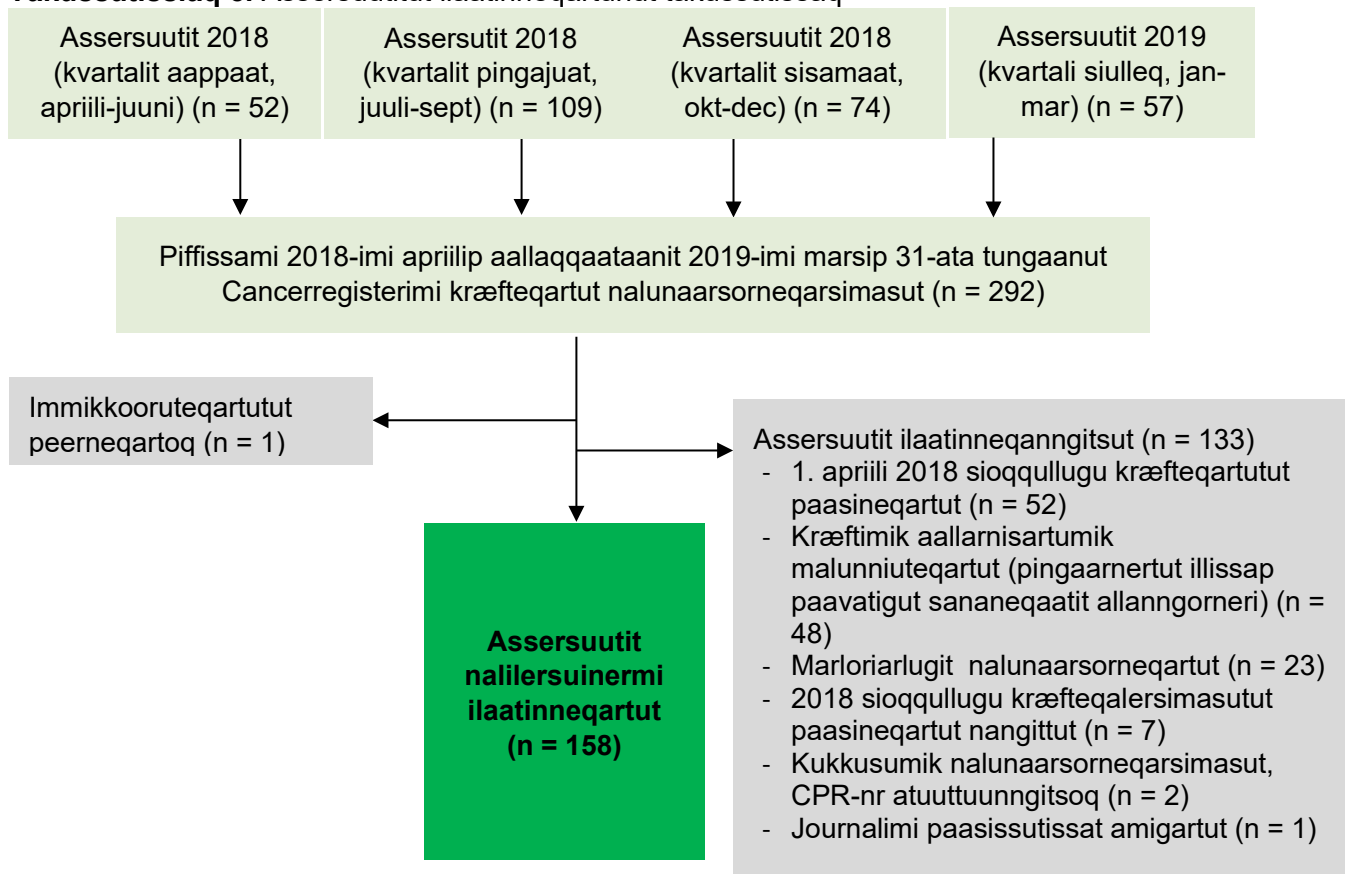 Assersuutit 2018
(kvartalit aappaat,
apriili-juuni) (n = 52)
Assersutit 2018
(kvartalit pingajuat,
juuli-sept) (n = 109)
Assersuutit 2018
(kvartalit sisamaat,
okt-dec) (n = 74)
Assersuutit 2019
(kvartali siulleq, jan-
mar) (n = 57)
Piffissami 2018-imi apriilip aallaqqaataanit 2019-imi marsip 31-ata tungaanut
Cancerregisterimi kræfteqartut nalunaarsorneqarsimasut (n = 292)
Immikkooruteqartutut
peerneqartoq (n = 1)
Assersuutit ilaatinneqanngitsut (n = 133)
- 1. apriili 2018 sioqqullugu kræfteqartutut
paasineqartut (n = 52)
- Kræftimik aallarnisartumik
malunniuteqartut (pingaarnertut illissap
paavatigut sananeqaatit allanngorneri) (n =
48)
- Marloriarlugit nalunaarsorneqartut (n = 23)
- 2018 sioqqullugu kræfteqalersimasutut
paasineqartut nangittut (n = 7)
- Kukkusumik nalunaarsorneqarsimasut,
CPR-nr atuuttuunngitsoq (n = 2)
- Journalimi paasissutissat amigartut (n = 1)
Assersuutit
nalilersuinermi
ilaatinneqartut
(n = 158)